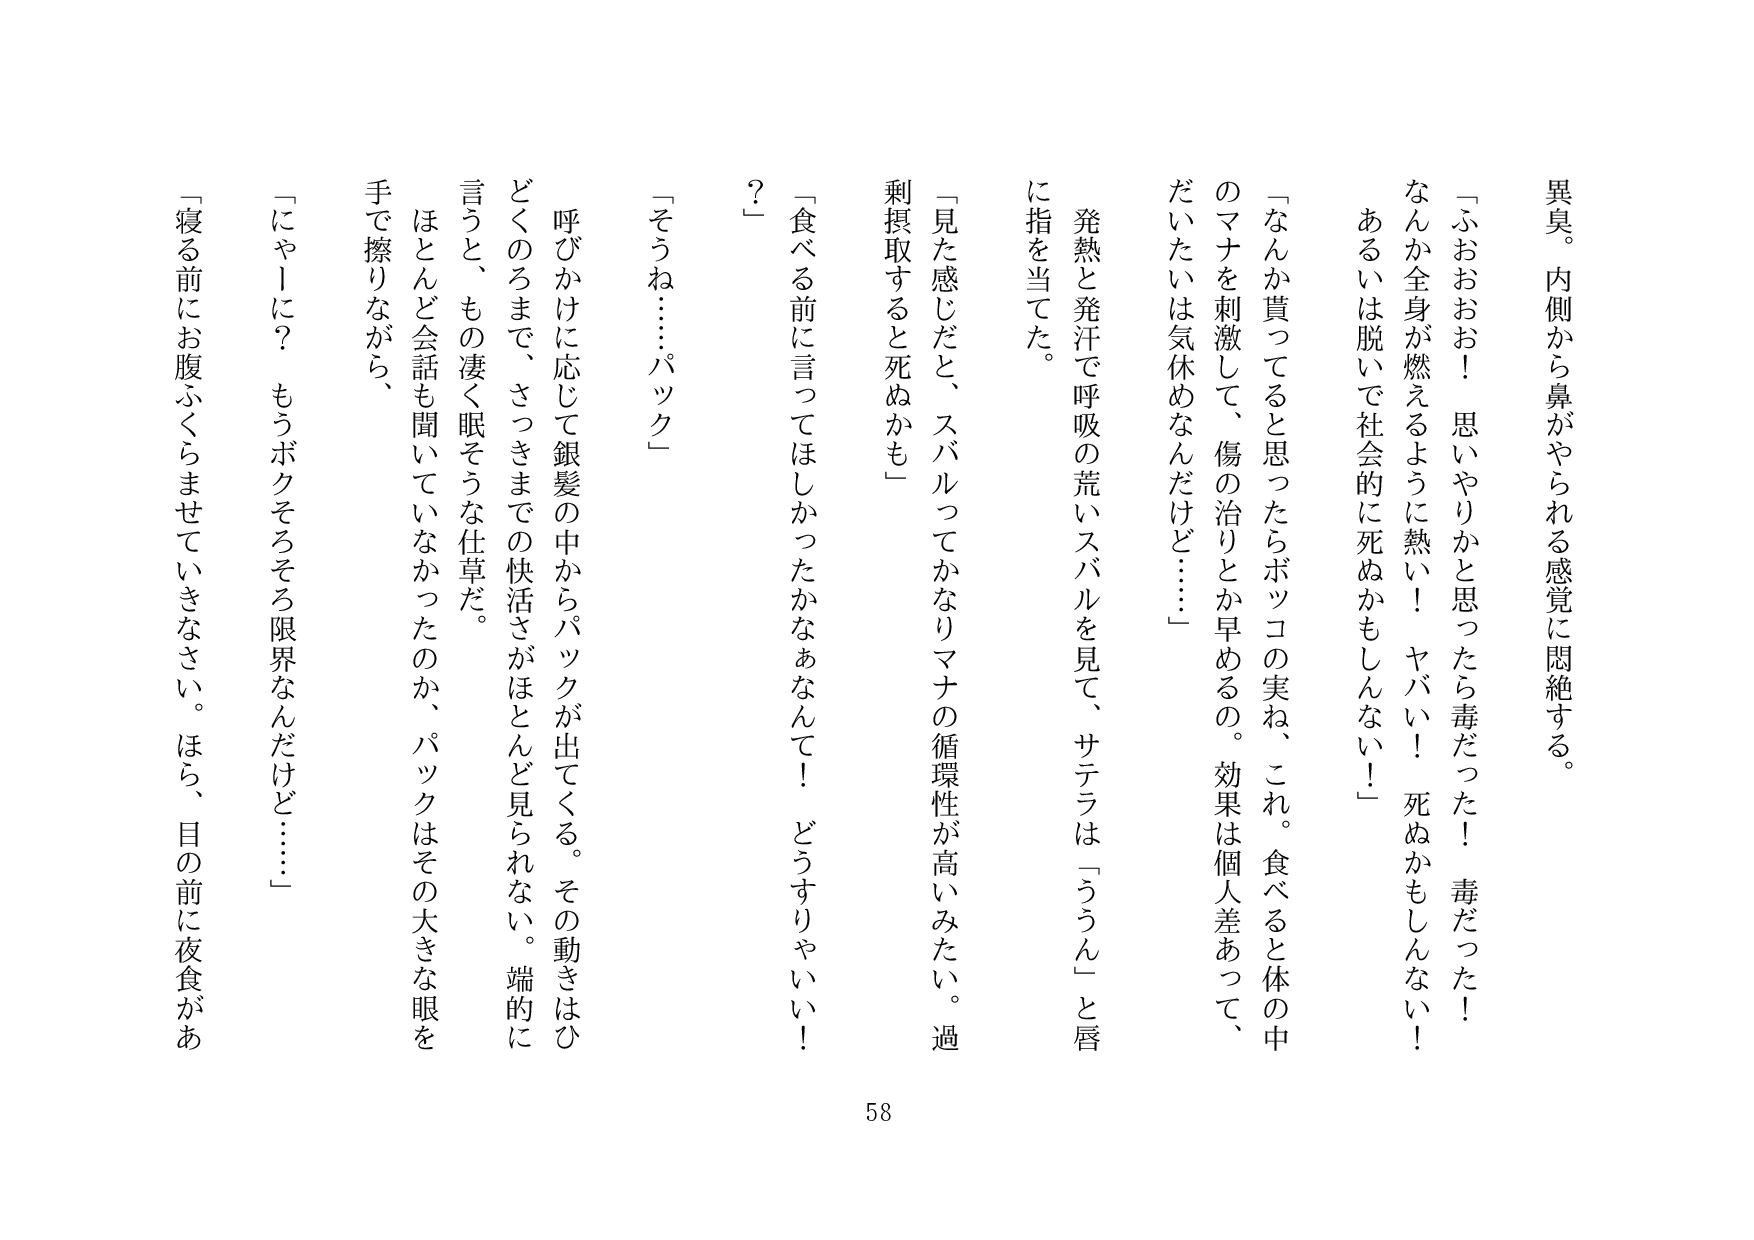 異臭。内側から鼻がやられる感覚に悶絶する。
「ふおおおお！　思いやりかと思ったら毒だった！　毒だった！
なんか全身が燃えるように熱い！　ヤバい！　死ぬかもしんない！
　あるいは脱いで社会的に死ぬかもしんない！」
「なんか貰ってると思ったらボッコの実ね、これ。食べると体の中
のマナを刺激して、傷の治りとか早めるの。効果は個人差あって、
だいたいは気休めなんだけど……」
　発熱と発汗で呼吸の荒いスバルを見て、サテラは「ううん」と唇
に指を当てた。
「見た感じだと、スバルってかなりマナの循環性が高いみたい。過
剰摂取すると死ぬかも」
「食べる前に言ってほしかったかなぁなんて！　どうすりゃいい！
？」
「そうね……パック」
　呼びかけに応じて銀髪の中からパックが出てくる。その動きはひ
どくのろまで、さっきまでの快活さがほとんど見られない。端的に
言うと、もの凄く眠そうな仕草だ。
　ほとんど会話も聞いていなかったのか、パックはその大きな眼を
手で擦りながら、
「にゃーに？　もうボクそろそろ限界なんだけど……」
「寝る前にお腹ふくらませていきなさい。ほら、目の前に夜食があ
58